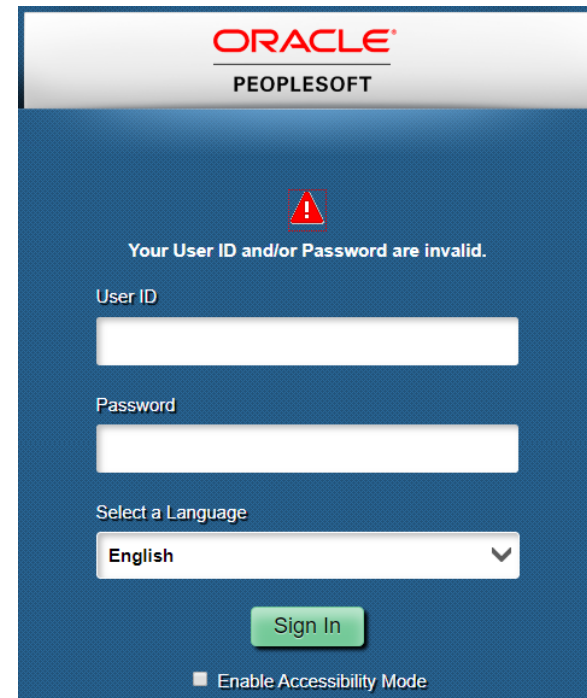 ORACLE®
PEOPLESOFT
Your User ID and/or Password are invalid.
User ID
Password
Select a Language
English
Sign In
Enable Accessibility Mode